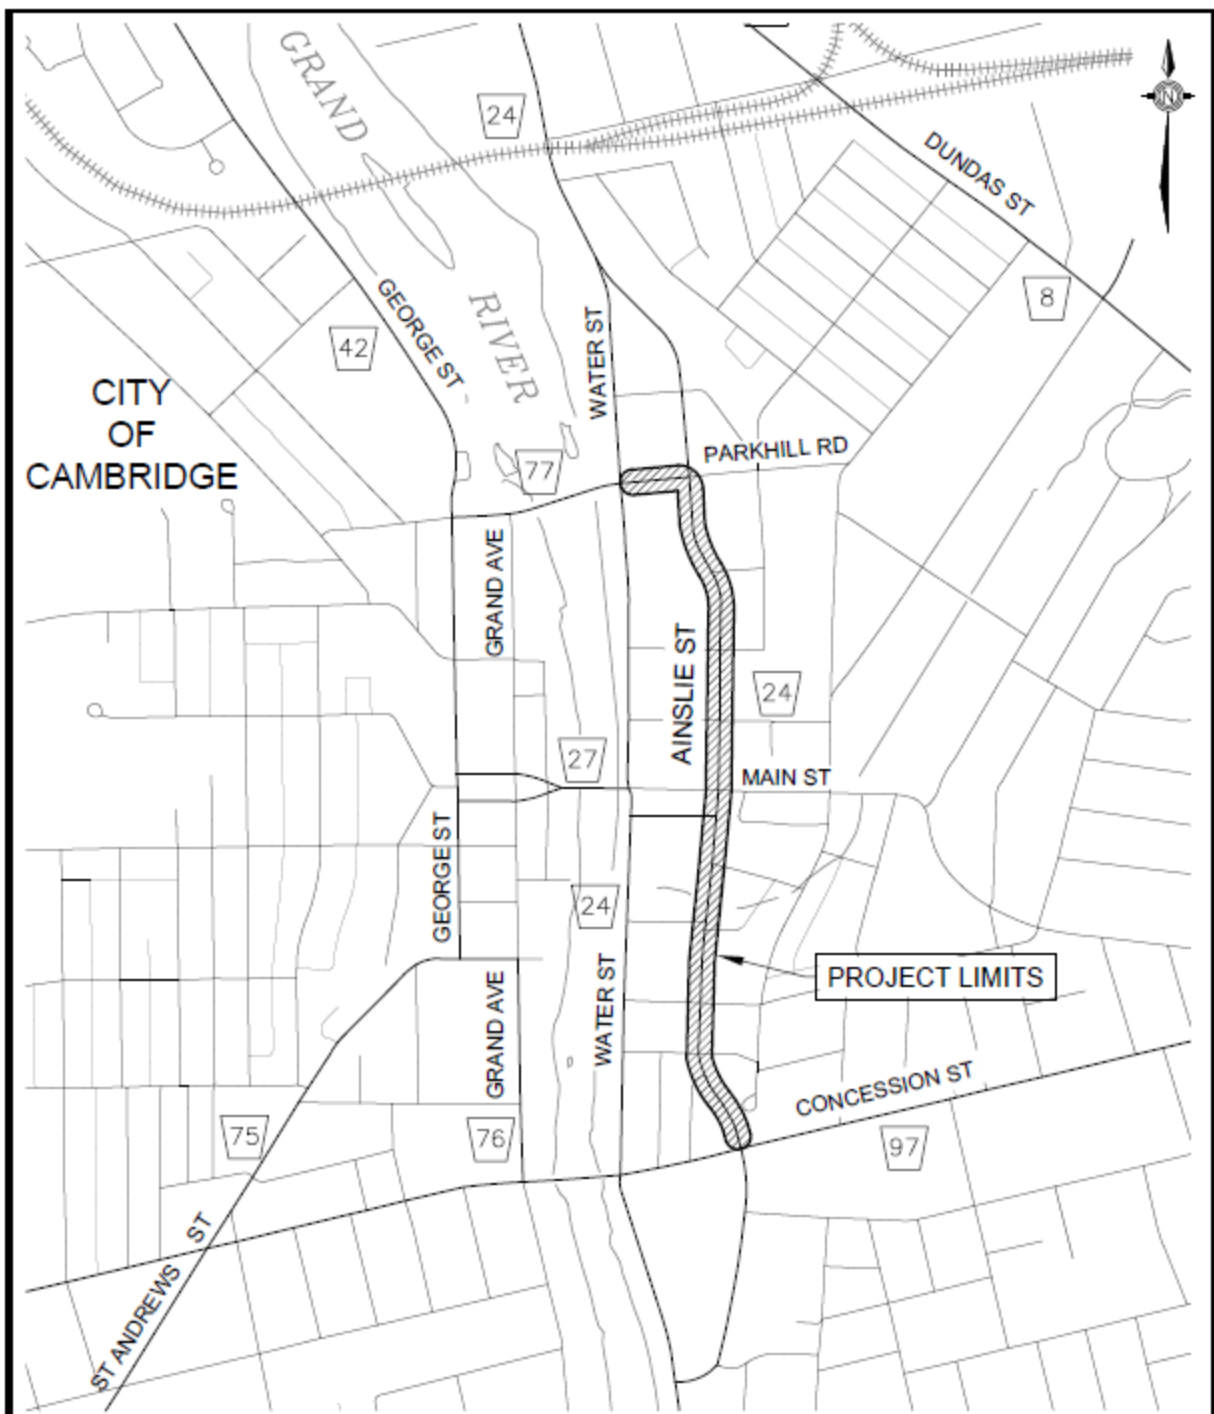 GRAND
24
N
DUNDAS ST
8
GEORGE ST
RIVER
WATER ST
42
CITY
OF
CAMBRIDGE
PARKHILL RD
77
GRAND AVE
AINSLIE ST
24
27
MAIN ST
GEORGE ST
24
WATER ST
PROJECT LIMITS
GRAND AVE
CONCESSION ST
75
76
97
ST ANDREWS ST